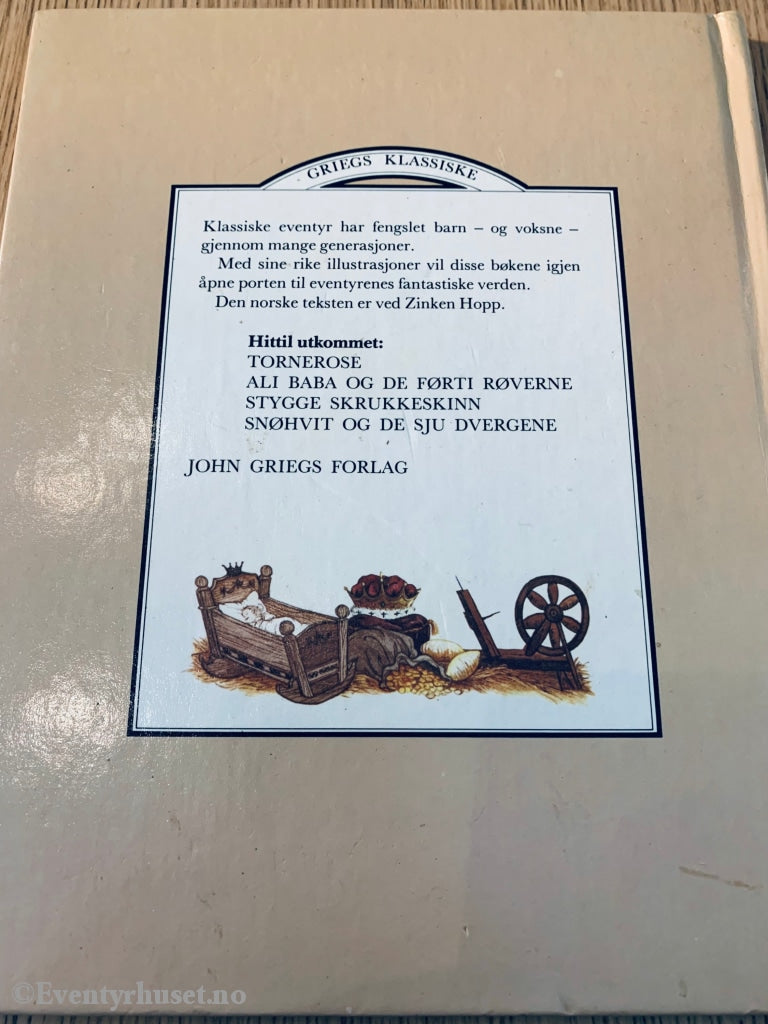 GRIEGS KLASSISKE
Klassiske eventyr har fengslet barn – og voksne –
gjennom mange generasjoner.
Med sine rike illustrasjoner vil disse bøkene igjen
åpne porten til eventyrenes fantastiske verden.
Den norske teksten er ved Zinken Hopp.
Hittil utkommet:
TORNEROSE
ALI BABA OG DE FØRTI RØVERNE
STYGGE SKRUKKESKINN
SNØHVIT OG DE SJU DVERGENE
JOHN GRIEGS FORLAG
©Eventyrhuset.no